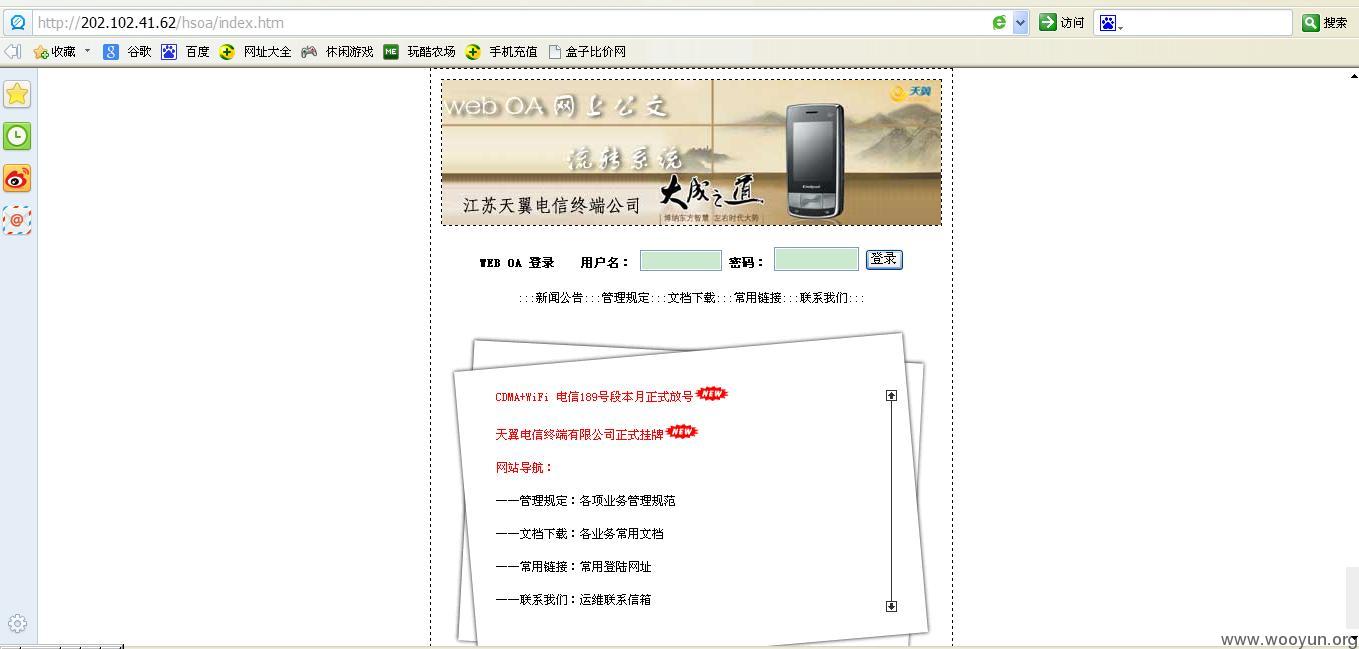 http://202.102.41.62/hsoa/index.htm 访问 搜索
收藏 谷歌 百度 网址大全 休闲游戏 ME 玩酷农场 手机充值 盒子比价网
天翼
web OA 网上公文
流转系统
大成之道
江苏天翼电信终端公司
博纳东方智慧 左右时代大势
Coolpad
WEB OA 登录 用户名： 密码： 登录
:::新闻公告:::管理规定:::文档下载:::常用链接:::联系我们:::
CDMA+WiFi 电信189号段本月正式放号 NEW
天翼电信终端有限公司正式挂牌 NEW
网站导航：
——管理规定：各项业务管理规范
——文档下载：各业务常用文档
——常用链接：常用登陆网址
——联系我们：运维联系信箱
www.wooyun.org